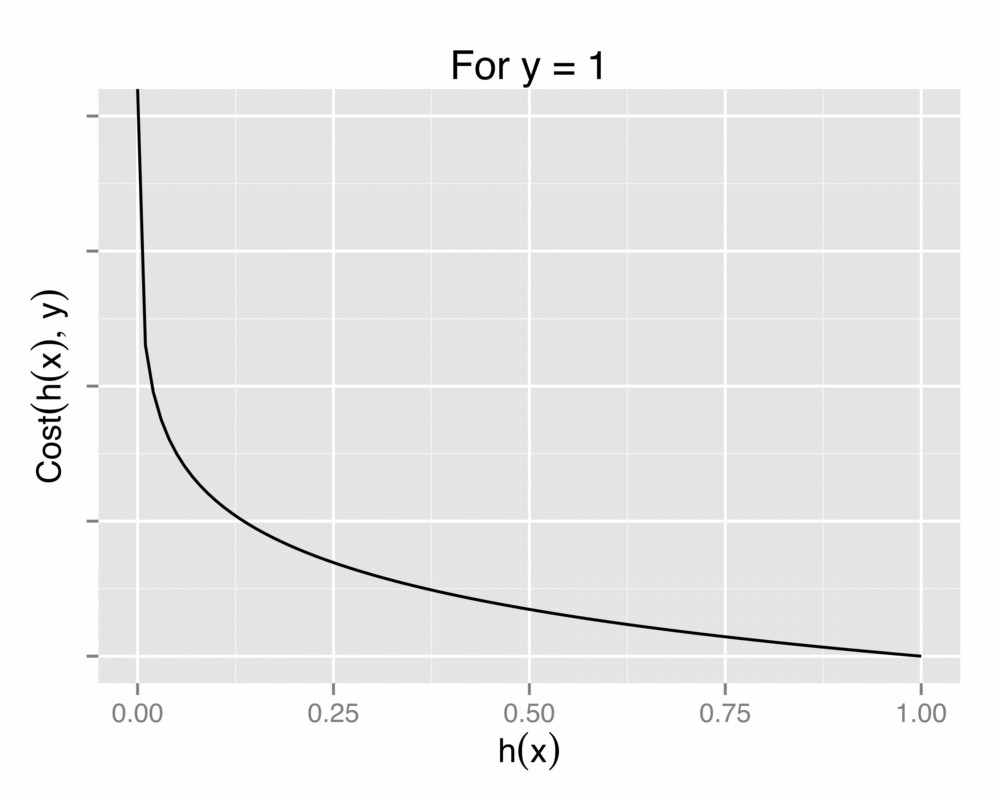 For y = 1
Cost(h(x), y)
0.00 0.25 0.50 0.75 1.00
h(x)